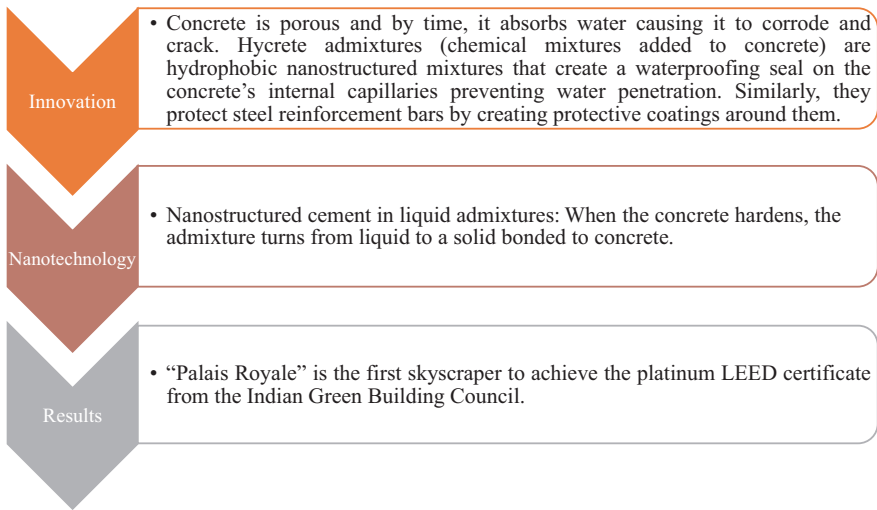 Innovation
• Concrete is porous and by time, it absorbs water causing it to corrode and
crack. Hycrete admixtures (chemical mixtures added to concrete) are
hydrophobic nanostructured mixtures that create a waterproofing seal on the
concrete’s internal capillaries preventing water penetration. Similarly, they
protect steel reinforcement bars by creating protective coatings around them.
Nanotechnology
• Nanostructured cement in liquid admixtures: When the concrete hardens, the
admixture turns from liquid to a solid bonded to concrete.
Results
• “Palais Royale” is the first skyscraper to achieve the platinum LEED certificate
from the Indian Green Building Council.